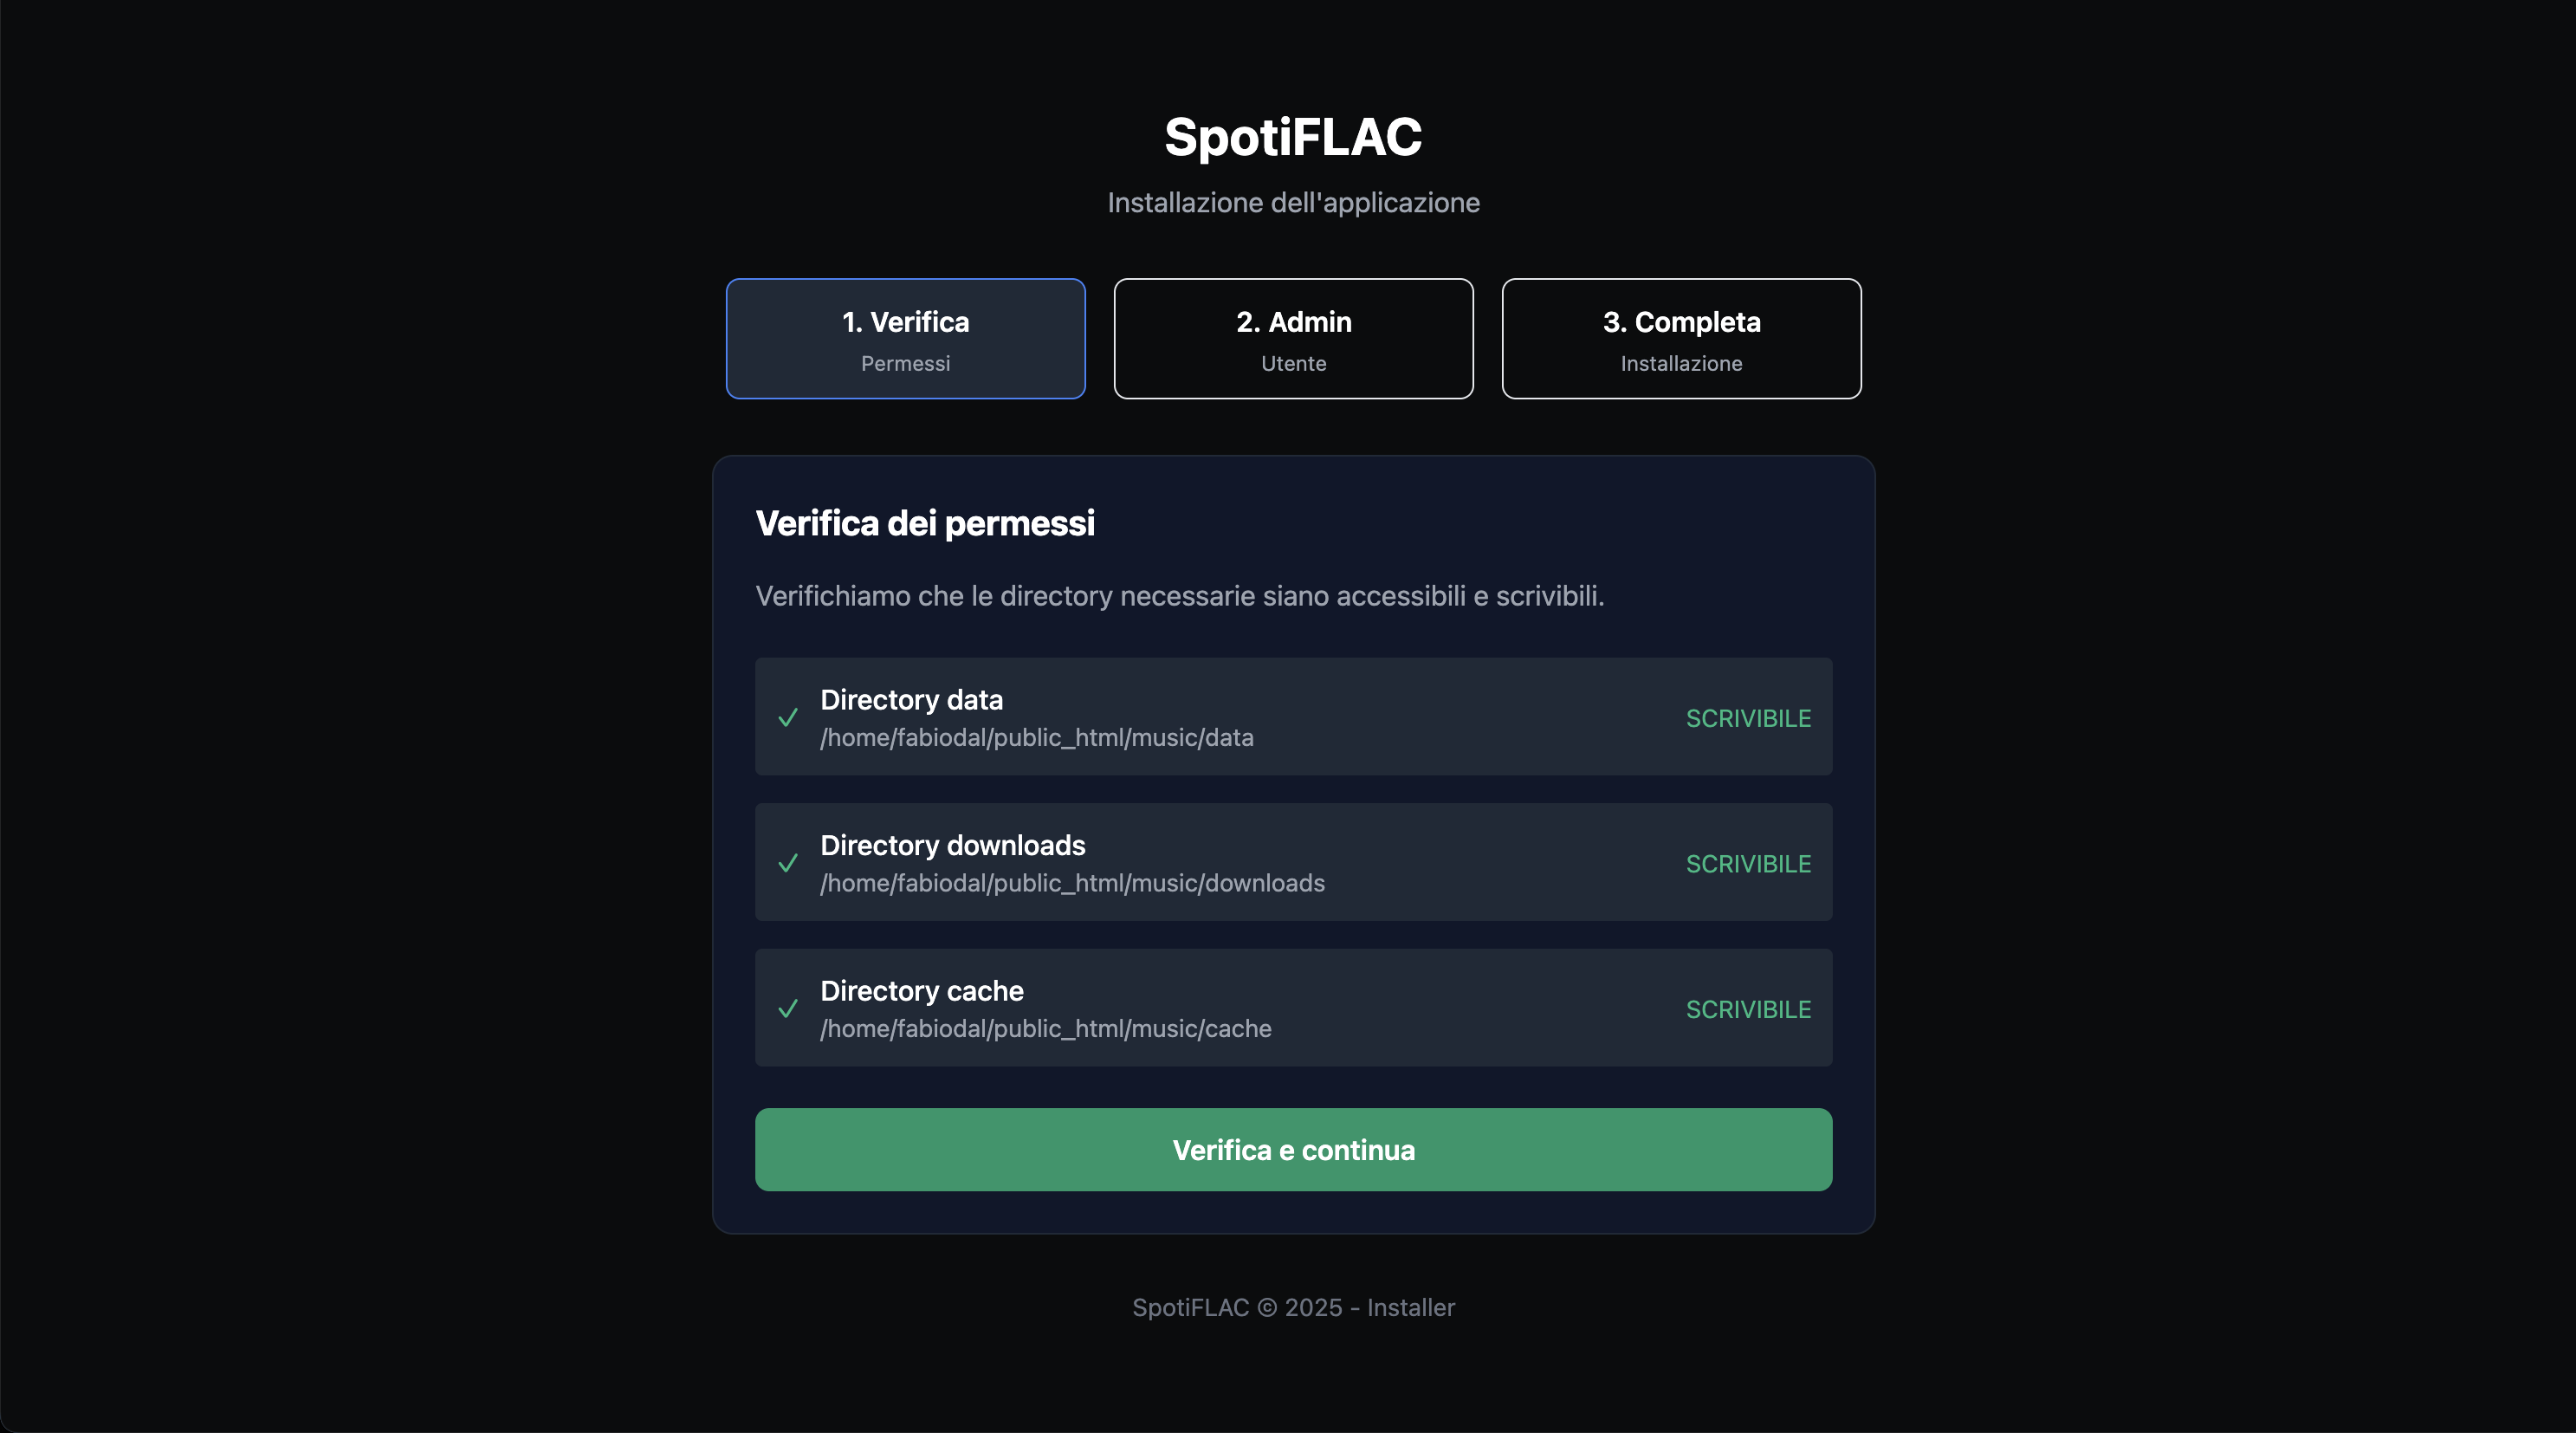 SpotiFLAC
Installazione dell'applicazione
1. Verifica
Permessi
2. Admin
Utente
3. Completa
Installazione
Verifica dei permessi
Verifichiamo che le directory necessarie siano accessibili e scrivibili.
Directory data
/home/fabiodal/public_html/music/data
SCRIVIBILE
Directory downloads
/home/fabiodal/public_html/music/downloads
SCRIVIBILE
Directory cache
/home/fabiodal/public_html/music/cache
SCRIVIBILE
Verifica e continua
SpotiFLAC © 2025 - Installer